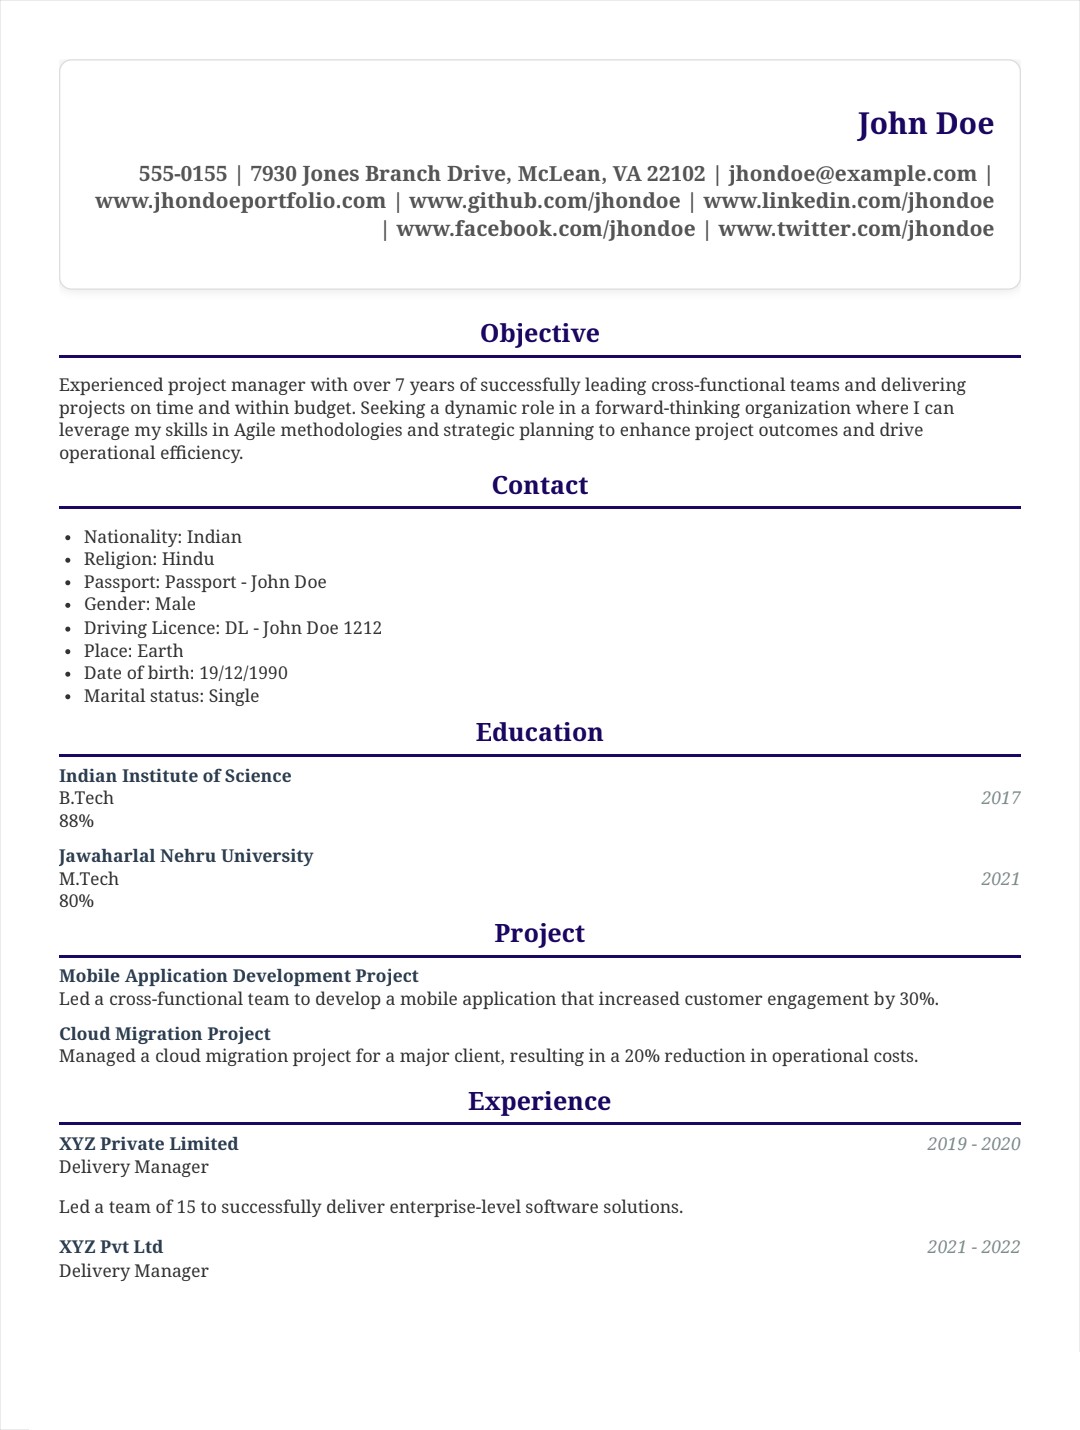 John Doe
555-0155 | 7930 Jones Branch Drive, McLean, VA 22102 | jhondoe@example.com |
www.jhondoeportfolio.com | www.github.com/jhondoe | www.linkedin.com/jhondoe
| www.facebook.com/jhondoe | www.twitter.com/jhondoe
Objective
Experienced project manager with over 7 years of successfully leading cross-functional teams and delivering
projects on time and within budget. Seeking a dynamic role in a forward-thinking organization where I can
leverage my skills in Agile methodologies and strategic planning to enhance project outcomes and drive
operational efficiency.
Contact
• Nationality: Indian
• Religion: Hindu
• Passport: Passport - John Doe
• Gender: Male
• Driving Licence: DL - John Doe 1212
• Place: Earth
• Date of birth: 19/12/1990
• Marital status: Single
Education
Indian Institute of Science
B.Tech 2017
88%
Jawaharlal Nehru University
M.Tech 2021
80%
Project
Mobile Application Development Project
Led a cross-functional team to develop a mobile application that increased customer engagement by 30%.
Cloud Migration Project
Managed a cloud migration project for a major client, resulting in a 20% reduction in operational costs.
Experience
XYZ Private Limited 2019 - 2020
Delivery Manager
Led a team of 15 to successfully deliver enterprise-level software solutions.
XYZ Pvt Ltd 2021 - 2022
Delivery Manager